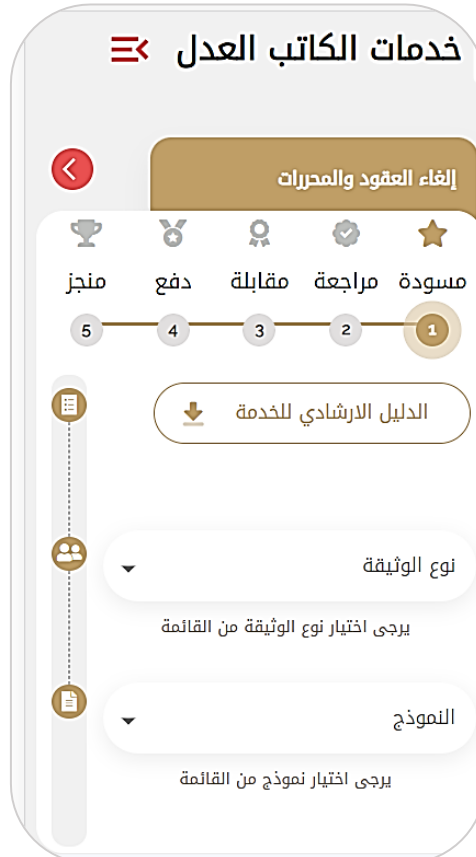 خدمات الكاتب العدل
إلغاء العقود والمحررات
مسودة مراجعة مقابلة دفع منجز
1 2 3 4 5
الدليل الارشادي للخدمة
نوع الوثيقة
يرجى اختيار نوع الوثيقة من القائمة
النموذج
يرجى اختيار نموذج من القائمة